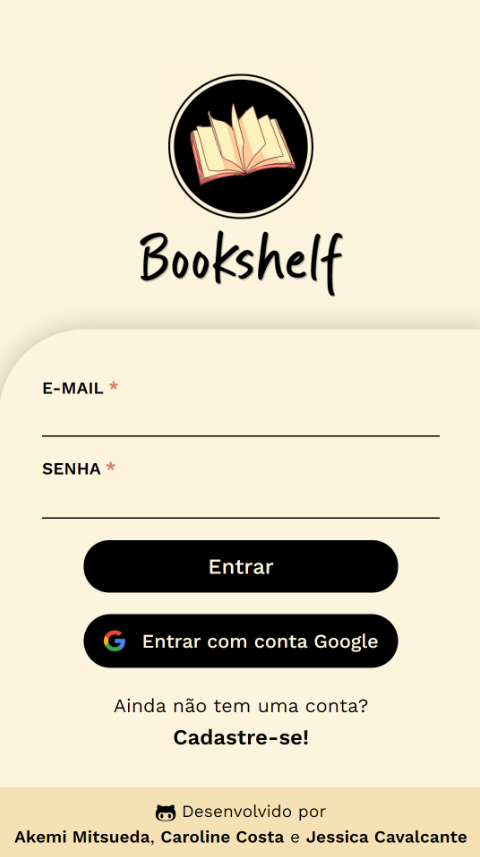 Bookshelf
E-MAIL *
SENHA *
Entrar
Entrar com conta Google
Ainda não tem uma conta?
Cadastre-se!
Desenvolvido por
Akemi Mitsueda, Caroline Costa e Jessica Cavalcante